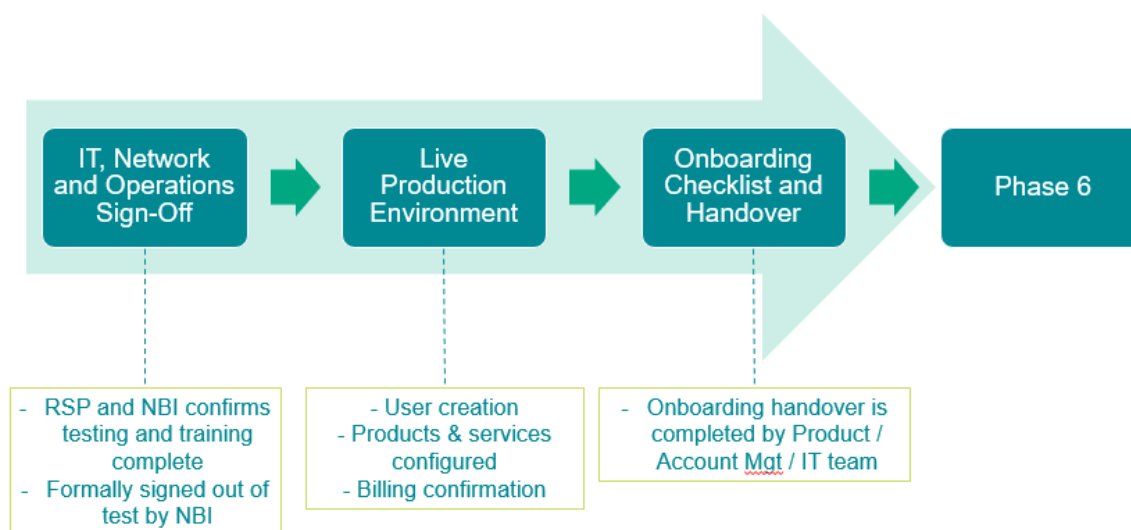 IT, Network
and Operations
Sign-Off
Live
Production
Environment
Onboarding
Checklist and
Handover
Phase 6
- RSP and NBI confirms
testing and training
complete
- Formally signed out of
test by NBI
- User creation
- Products & services
configured
- Billing confirmation
- Onboarding handover is
completed by Product /
Account Mgt / IT team